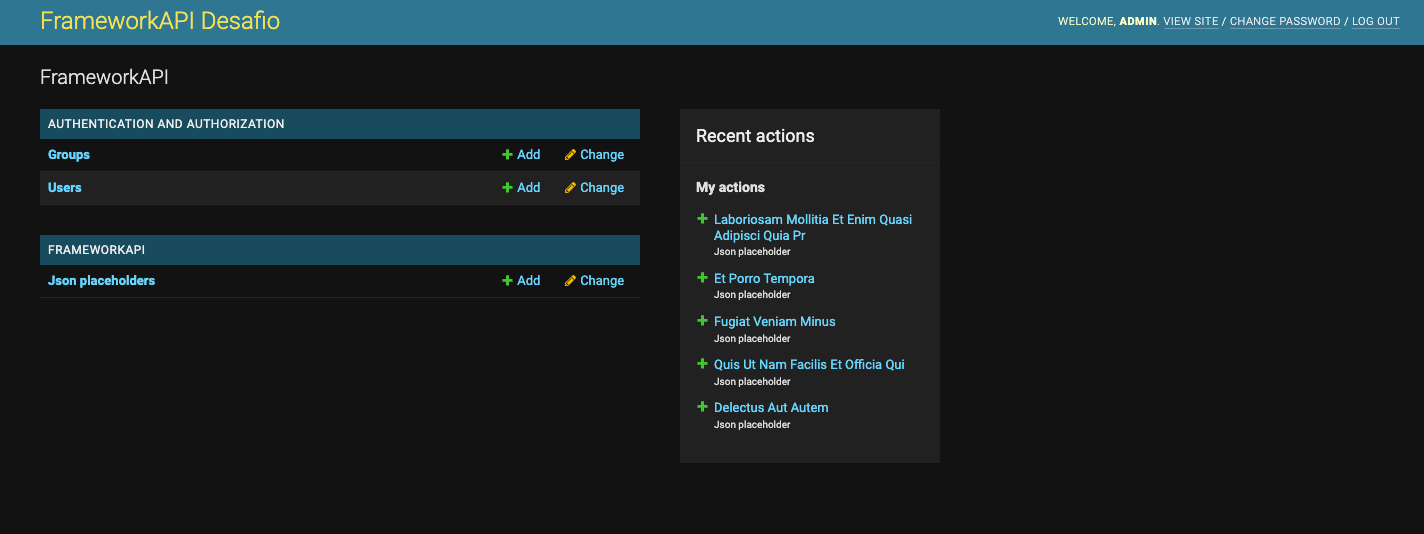 FrameworkAPI Desafio
WELCOME, ADMIN. VIEW SITE / CHANGE PASSWORD / LOG OUT
FrameworkAPI
AUTHENTICATION AND AUTHORIZATION
Groups Add Change
Users Add Change
FRAMEWORKAPI
Json placeholders Add Change
Recent actions
My actions
Laboriosam Mollitia Et Enim Quasi
Adipisci Quia Pr
Json placeholder
Et Porro Tempora
Json placeholder
Fugiat Veniam Minus
Json placeholder
Quis Ut Nam Facilis Et Officia Qui
Json placeholder
Delectus Aut Autem
Json placeholder